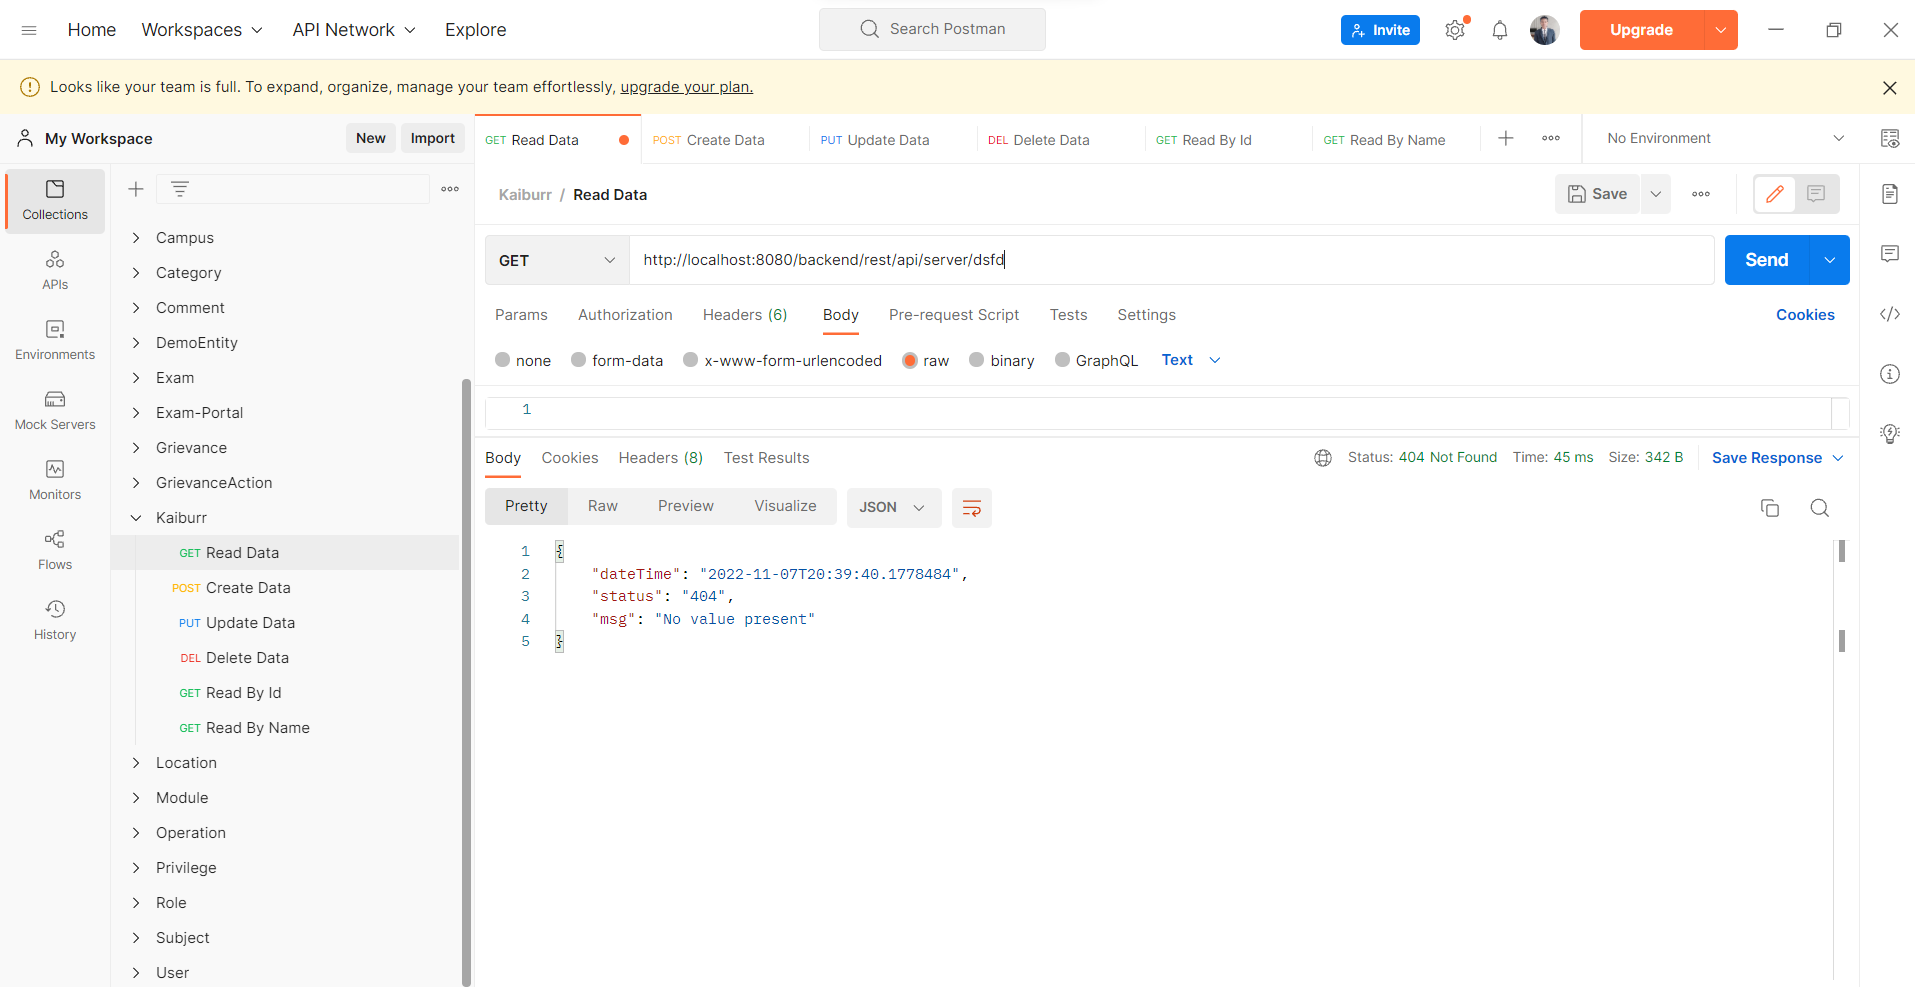 Home Workspaces API Network Explore Search Postman Invite Upgrade
Looks like your team is full. To expand, organize, manage your team effortlessly, upgrade your plan.
My Workspace New Import
GET Read Data POST Create Data PUT Update Data DEL Delete Data GET Read By Id GET Read By Name No Environment
Collections
APIs
Environments
Mock Servers
Monitors
Flows
History
Campus
Category
Comment
DemoEntity
Exam
Exam-Portal
Grievance
GrievanceAction
Kaiburr
GET Read Data
POST Create Data
PUT Update Data
DEL Delete Data
GET Read By Id
GET Read By Name
Location
Module
Operation
Privilege
Role
Subject
User
Kaiburr / Read Data Save
GET http://localhost:8080/backend/rest/api/server/dsfd Send
Params Authorization Headers (6) Body Pre-request Script Tests Settings Cookies
none form-data x-www-form-urlencoded raw binary GraphQL Text
1
Body Cookies Headers (8) Test Results Status: 404 Not Found Time: 45 ms Size: 342 B Save Response
Pretty Raw Preview Visualize JSON
1 {
2 "dateTime": "2022-11-07T20:39:40.1778484",
3 "status": "404",
4 "msg": "No value present"
5 }